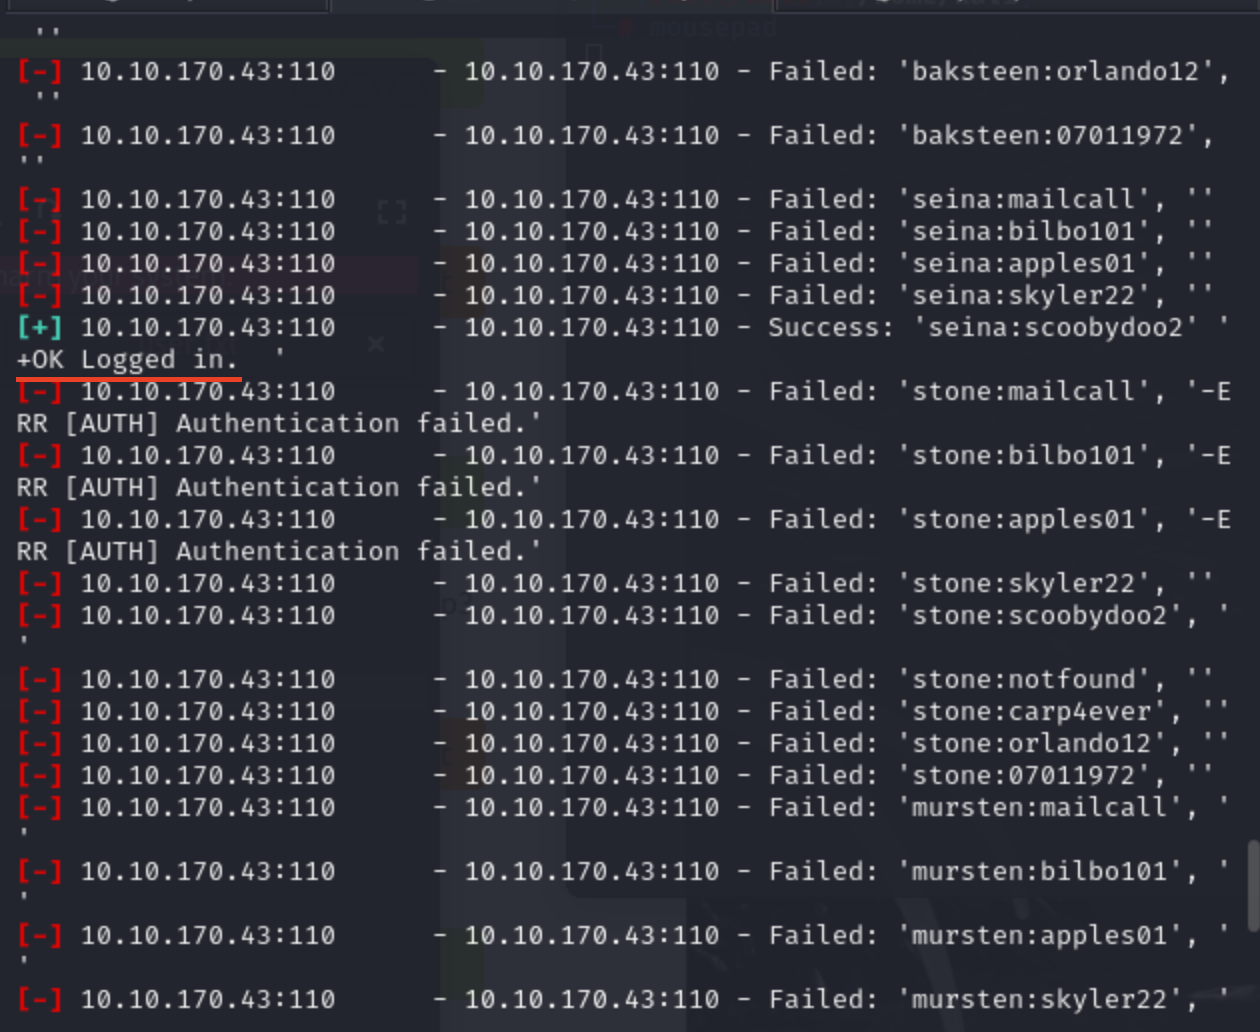 mousepad
''
[-] 10.10.170.43:110 - 10.10.170.43:110 - Failed: 'baksteen:orlando12',
''
[-] 10.10.170.43:110 - 10.10.170.43:110 - Failed: 'baksteen:07011972',
''
[-] 10.10.170.43:110 - 10.10.170.43:110 - Failed: 'seina:mailcall', ''
[-] 10.10.170.43:110 - 10.10.170.43:110 - Failed: 'seina:bilbo101', ''
[-] 10.10.170.43:110 - 10.10.170.43:110 - Failed: 'seina:apples01', ''
[-] 10.10.170.43:110 - 10.10.170.43:110 - Failed: 'seina:skyler22', ''
[+] 10.10.170.43:110 - 10.10.170.43:110 - Success: 'seina:scoobydoo2' '
+OK Logged in. '
[-] 10.10.170.43:110 - 10.10.170.43:110 - Failed: 'stone:mailcall', '-E
RR [AUTH] Authentication failed.'
[-] 10.10.170.43:110 - 10.10.170.43:110 - Failed: 'stone:bilbo101', '-E
RR [AUTH] Authentication failed.'
[-] 10.10.170.43:110 - 10.10.170.43:110 - Failed: 'stone:apples01', '-E
RR [AUTH] Authentication failed.'
[-] 10.10.170.43:110 - 10.10.170.43:110 - Failed: 'stone:skyler22', ''
[-] 10.10.170.43:110 - 10.10.170.43:110 - Failed: 'stone:scoobydoo2', '
'
[-] 10.10.170.43:110 - 10.10.170.43:110 - Failed: 'stone:notfound', ''
[-] 10.10.170.43:110 - 10.10.170.43:110 - Failed: 'stone:carp4ever', ''
[-] 10.10.170.43:110 - 10.10.170.43:110 - Failed: 'stone:orlando12', ''
[-] 10.10.170.43:110 - 10.10.170.43:110 - Failed: 'stone:07011972', ''
[-] 10.10.170.43:110 - 10.10.170.43:110 - Failed: 'mursten:mailcall', '
'
[-] 10.10.170.43:110 - 10.10.170.43:110 - Failed: 'mursten:bilbo101', '
'
[-] 10.10.170.43:110 - 10.10.170.43:110 - Failed: 'mursten:apples01', '
'
[-] 10.10.170.43:110 - 10.10.170.43:110 - Failed: 'mursten:skyler22', '